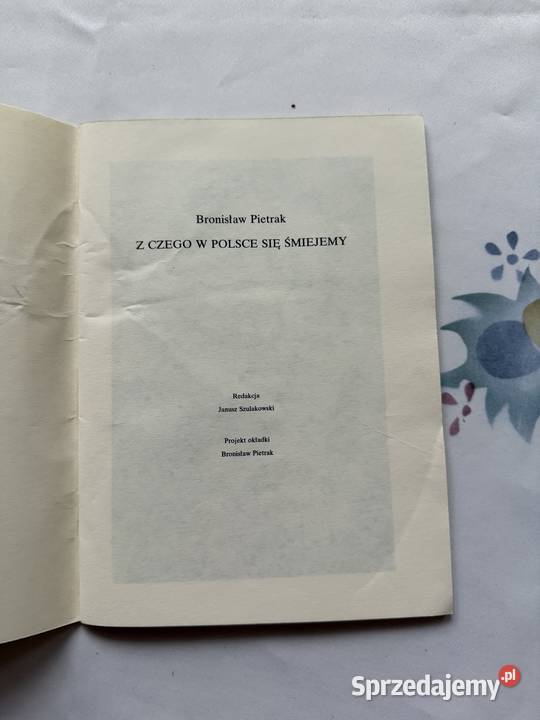 Bronisław Pietrak
Z CZEGO W POLSCE SIĘ ŚMIEJEMY
Redakcja
Janusz Szulakowski
Projekt okładki
Bronisław Pietrak
Sprzedajemy.pl